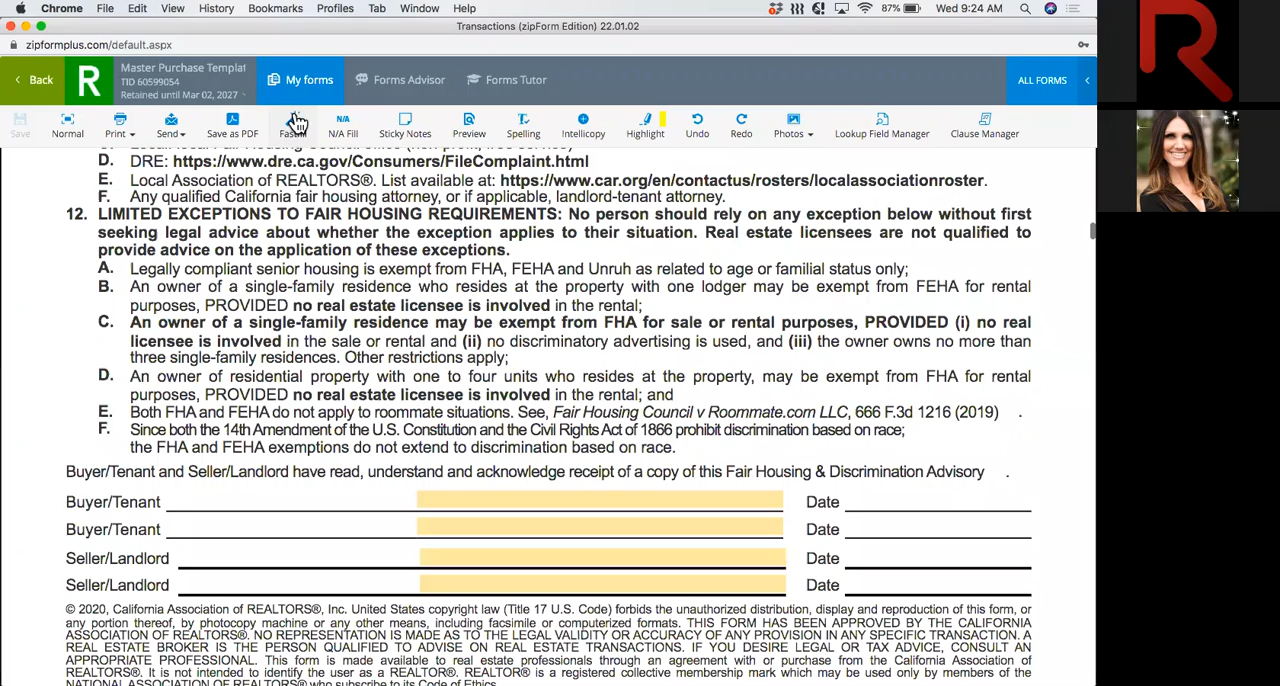 Chrome File Edit View History Bookmarks Profiles Tab Window Help 87% Wed 9:24 AM
Transactions (zipForm Edition) 22.01.02
zipformplus.com/default.aspx
Back R Master Purchase Templat My forms Forms Advisor Forms Tutor ALL FORMS
TID 60599054
Retained until Mar 02, 2027
Save Normal Print Send Save as PDF N/A Fill Sticky Notes Preview Spelling Intellicopy Highlight Undo Redo Photos Lookup Field Manager Clause Manager
D. DRE: https://www.dre.ca.gov/Consumers/FileComplaint.html
E. Local Association of REALTORS®. List available at: https://www.car.org/en/contactus/rosters/localassociationroster.
F. Any qualified California fair housing attorney, or if applicable, landlord-tenant attorney.
12. LIMITED EXCEPTIONS TO FAIR HOUSING REQUIREMENTS: No person should rely on any exception below without first
seeking legal advice about whether the exception applies to their situation. Real estate licensees are not qualified to
provide advice on the application of these exceptions.
A. Legally compliant senior housing is exempt from FHA, FEHA and Unruh as related to age or familial status only;
B. An owner of a single-family residence who resides at the property with one lodger may be exempt from FEHA for rental
purposes, PROVIDED no real estate licensee is involved in the rental;
C. An owner of a single-family residence may be exempt from FHA for sale or rental purposes, PROVIDED (i) no real
licensee is involved in the sale or rental and (ii) no discriminatory advertising is used, and (iii) the owner owns no more than
three single-family residences. Other restrictions apply;
D. An owner of residential property with one to four units who resides at the property, may be exempt from FHA for rental
purposes, PROVIDED no real estate licensee is involved in the rental; and
E. Both FHA and FEHA do not apply to roommate situations. See, Fair Housing Council v Roommate.com LLC, 666 F.3d 1216 (2019) .
F. Since both the 14th Amendment of the U.S. Constitution and the Civil Rights Act of 1866 prohibit discrimination based on race;
the FHA and FEHA exemptions do not extend to discrimination based on race.
Buyer/Tenant and Seller/Landlord have read, understand and acknowledge receipt of a copy of this Fair Housing & Discrimination Advisory .
Buyer/Tenant Date
Buyer/Tenant Date
Seller/Landlord Date
Seller/Landlord Date
© 2020, California Association of REALTORS®, Inc. United States copyright law (Title 17 U.S. Code) forbids the unauthorized distribution, display and reproduction of this form, or
any portion thereof, by photocopy machine or any other means, including facsimile or computerized formats. THIS FORM HAS BEEN APPROVED BY THE CALIFORNIA
ASSOCIATION OF REALTORS®. NO REPRESENTATION IS MADE AS TO THE LEGAL VALIDITY OR ACCURACY OF ANY PROVISION IN ANY SPECIFIC TRANSACTION. A
REAL ESTATE BROKER IS THE PERSON QUALIFIED TO ADVISE ON REAL ESTATE TRANSACTIONS. IF YOU DESIRE LEGAL OR TAX ADVICE, CONSULT AN
APPROPRIATE PROFESSIONAL. This form is made available to real estate professionals through an agreement with or purchase from the California Association of
REALTORS®. It is not intended to identify the user as a REALTOR®. REALTOR® is a registered collective membership mark which may be used only by members of the
NATIONAL ASSOCIATION OF REALTORS® who subscribe to its Code of Ethics.